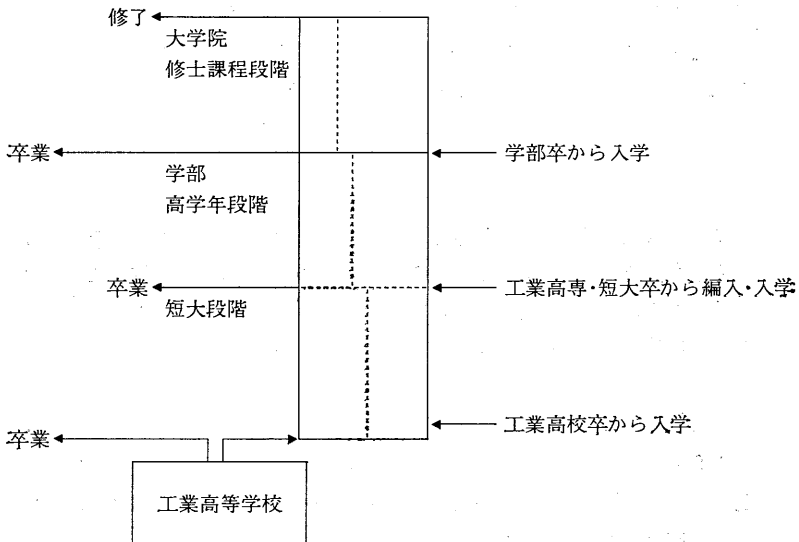 修了
大学院
修士課程段階
卒業
学部卒から入学
学部
高学年段階
卒業
工業高専・短大卒から編入・入学
短大段階
工業高校卒から入学
卒業
工業高等学校